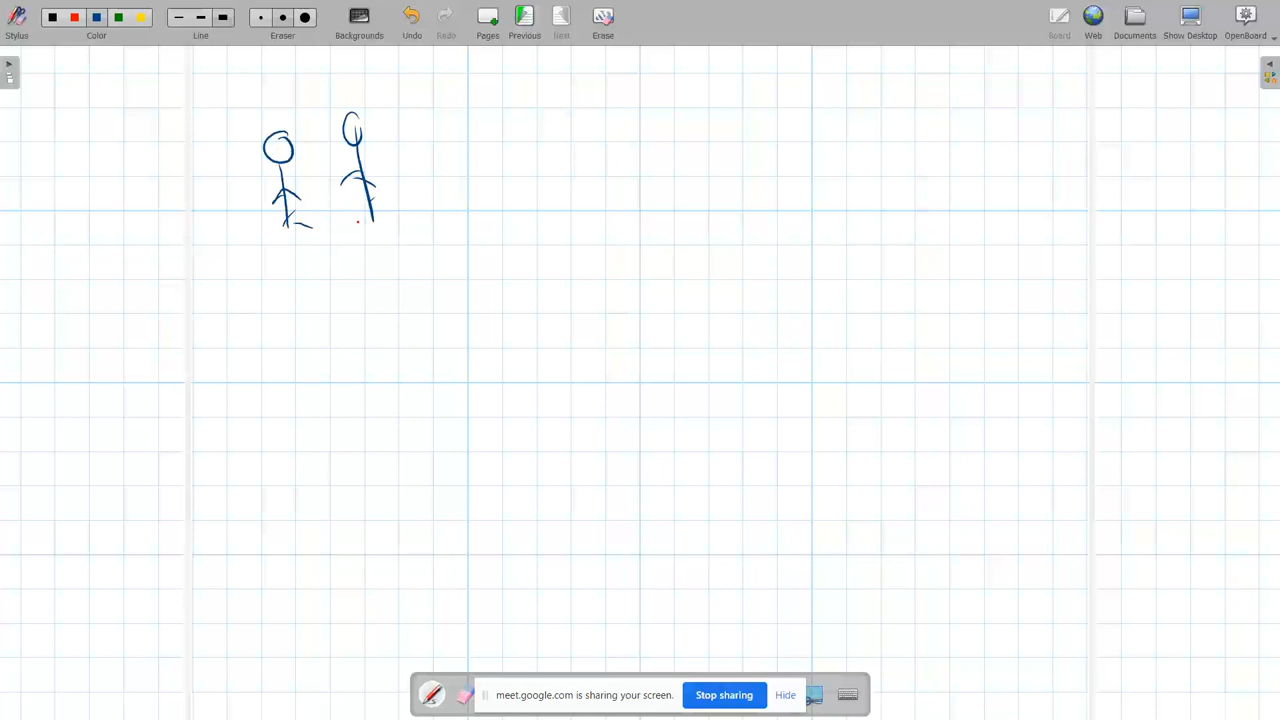 Stylus Color Line Eraser Backgrounds Undo Redo Pages Previous Next Erase Board Web Documents Show Desktop OpenBoard
meet.google.com is sharing your screen. Stop sharing Hide